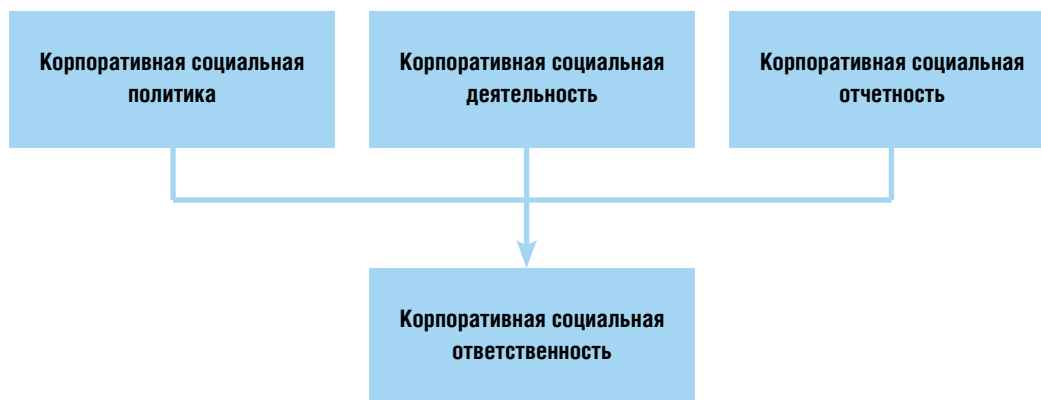 Корпоративная социальная
политика
Корпоративная социальная
деятельность
Корпоративная социальная
отчетность
Корпоративная социальная
ответственность